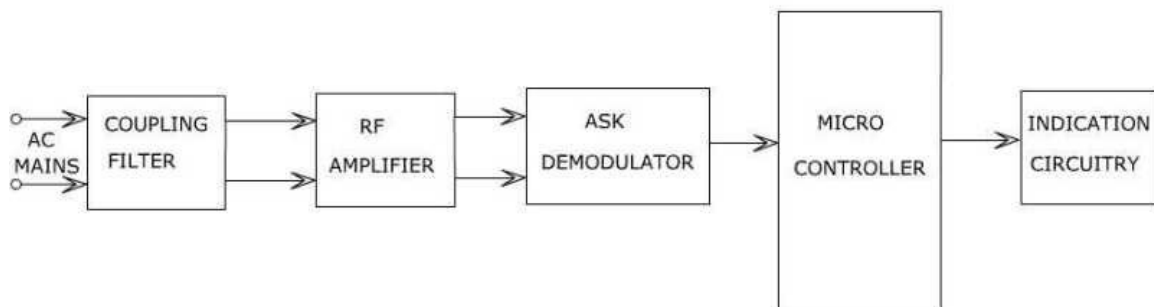 AC
MAINS
COUPLING
FILTER
RF
AMPLIFIER
ASK
DEMODULATOR
MICRO
CONTROLLER
INDICATION
CIRCUITRY